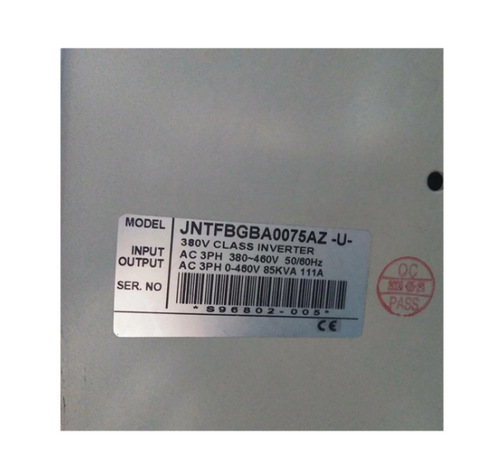 MODEL JNTFBGBA0075AZ -U-
380V CLASS INVERTER
INPUT AC 3PH 380~460V 50/60Hz
OUTPUT AC 3PH 0-460V 85KVA 111A
SER. NO
*S96802-005*
CE
QC
PASS